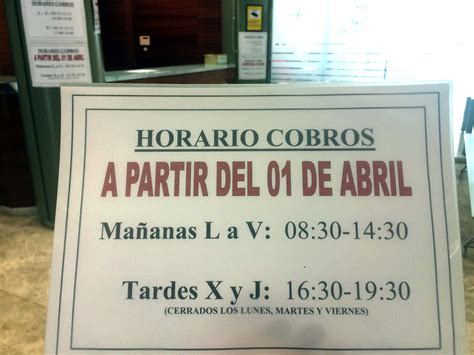 HORARIO COBROS
A PARTIR DEL 01 DE ABRIL
HORARIO COBROS
A PARTIR DEL 01 DE ABRIL
Mañanas L a V: 08:30-14:30
Tardes X y J: 16:30-19:30
(CERRADOS LOS LUNES, MARTES Y VIERNES)